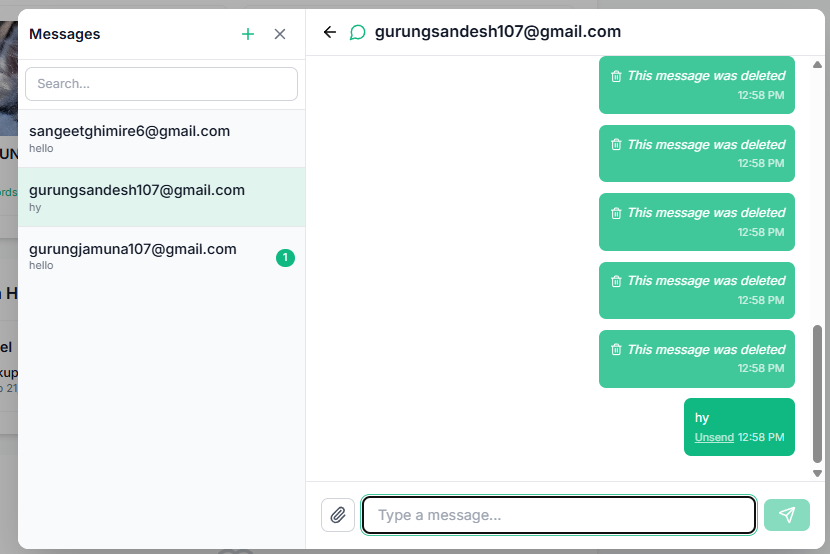 Messages
Search...
sangeetghimire6@gmail.com
hello
gurungsandesh107@gmail.com
hy
gurungjamuna107@gmail.com
hello
1
gurungsandesh107@gmail.com
This message was deleted
12:58 PM
This message was deleted
12:58 PM
This message was deleted
12:58 PM
This message was deleted
12:58 PM
This message was deleted
12:58 PM
hy
Unsend 12:58 PM
Type a message...